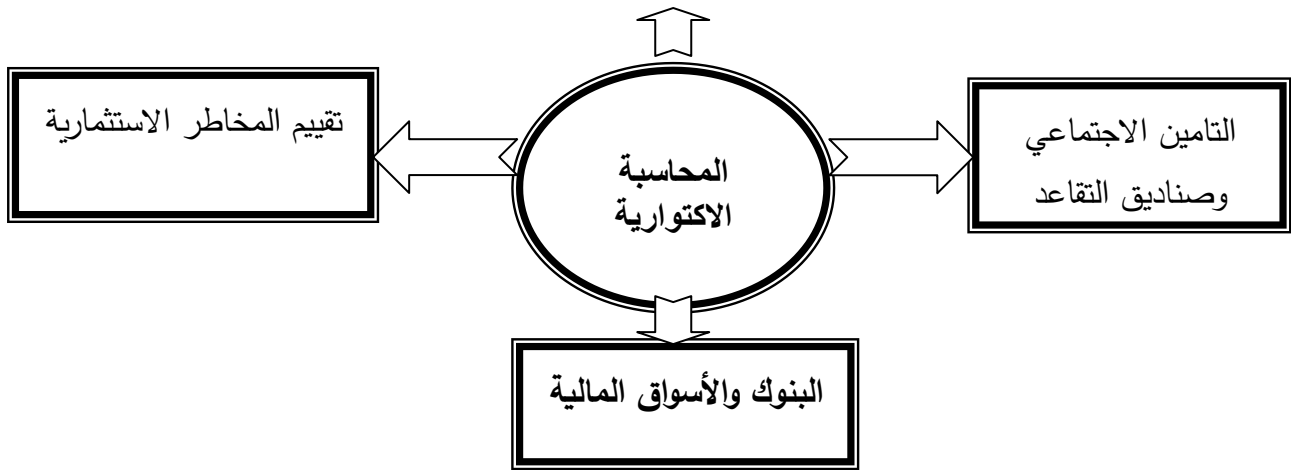 التامين الاجتماعي
وصناديق التقاعد
المحاسبة
الاكتوارية
تقييم المخاطر الاستثمارية
البنوك والأسواق المالية